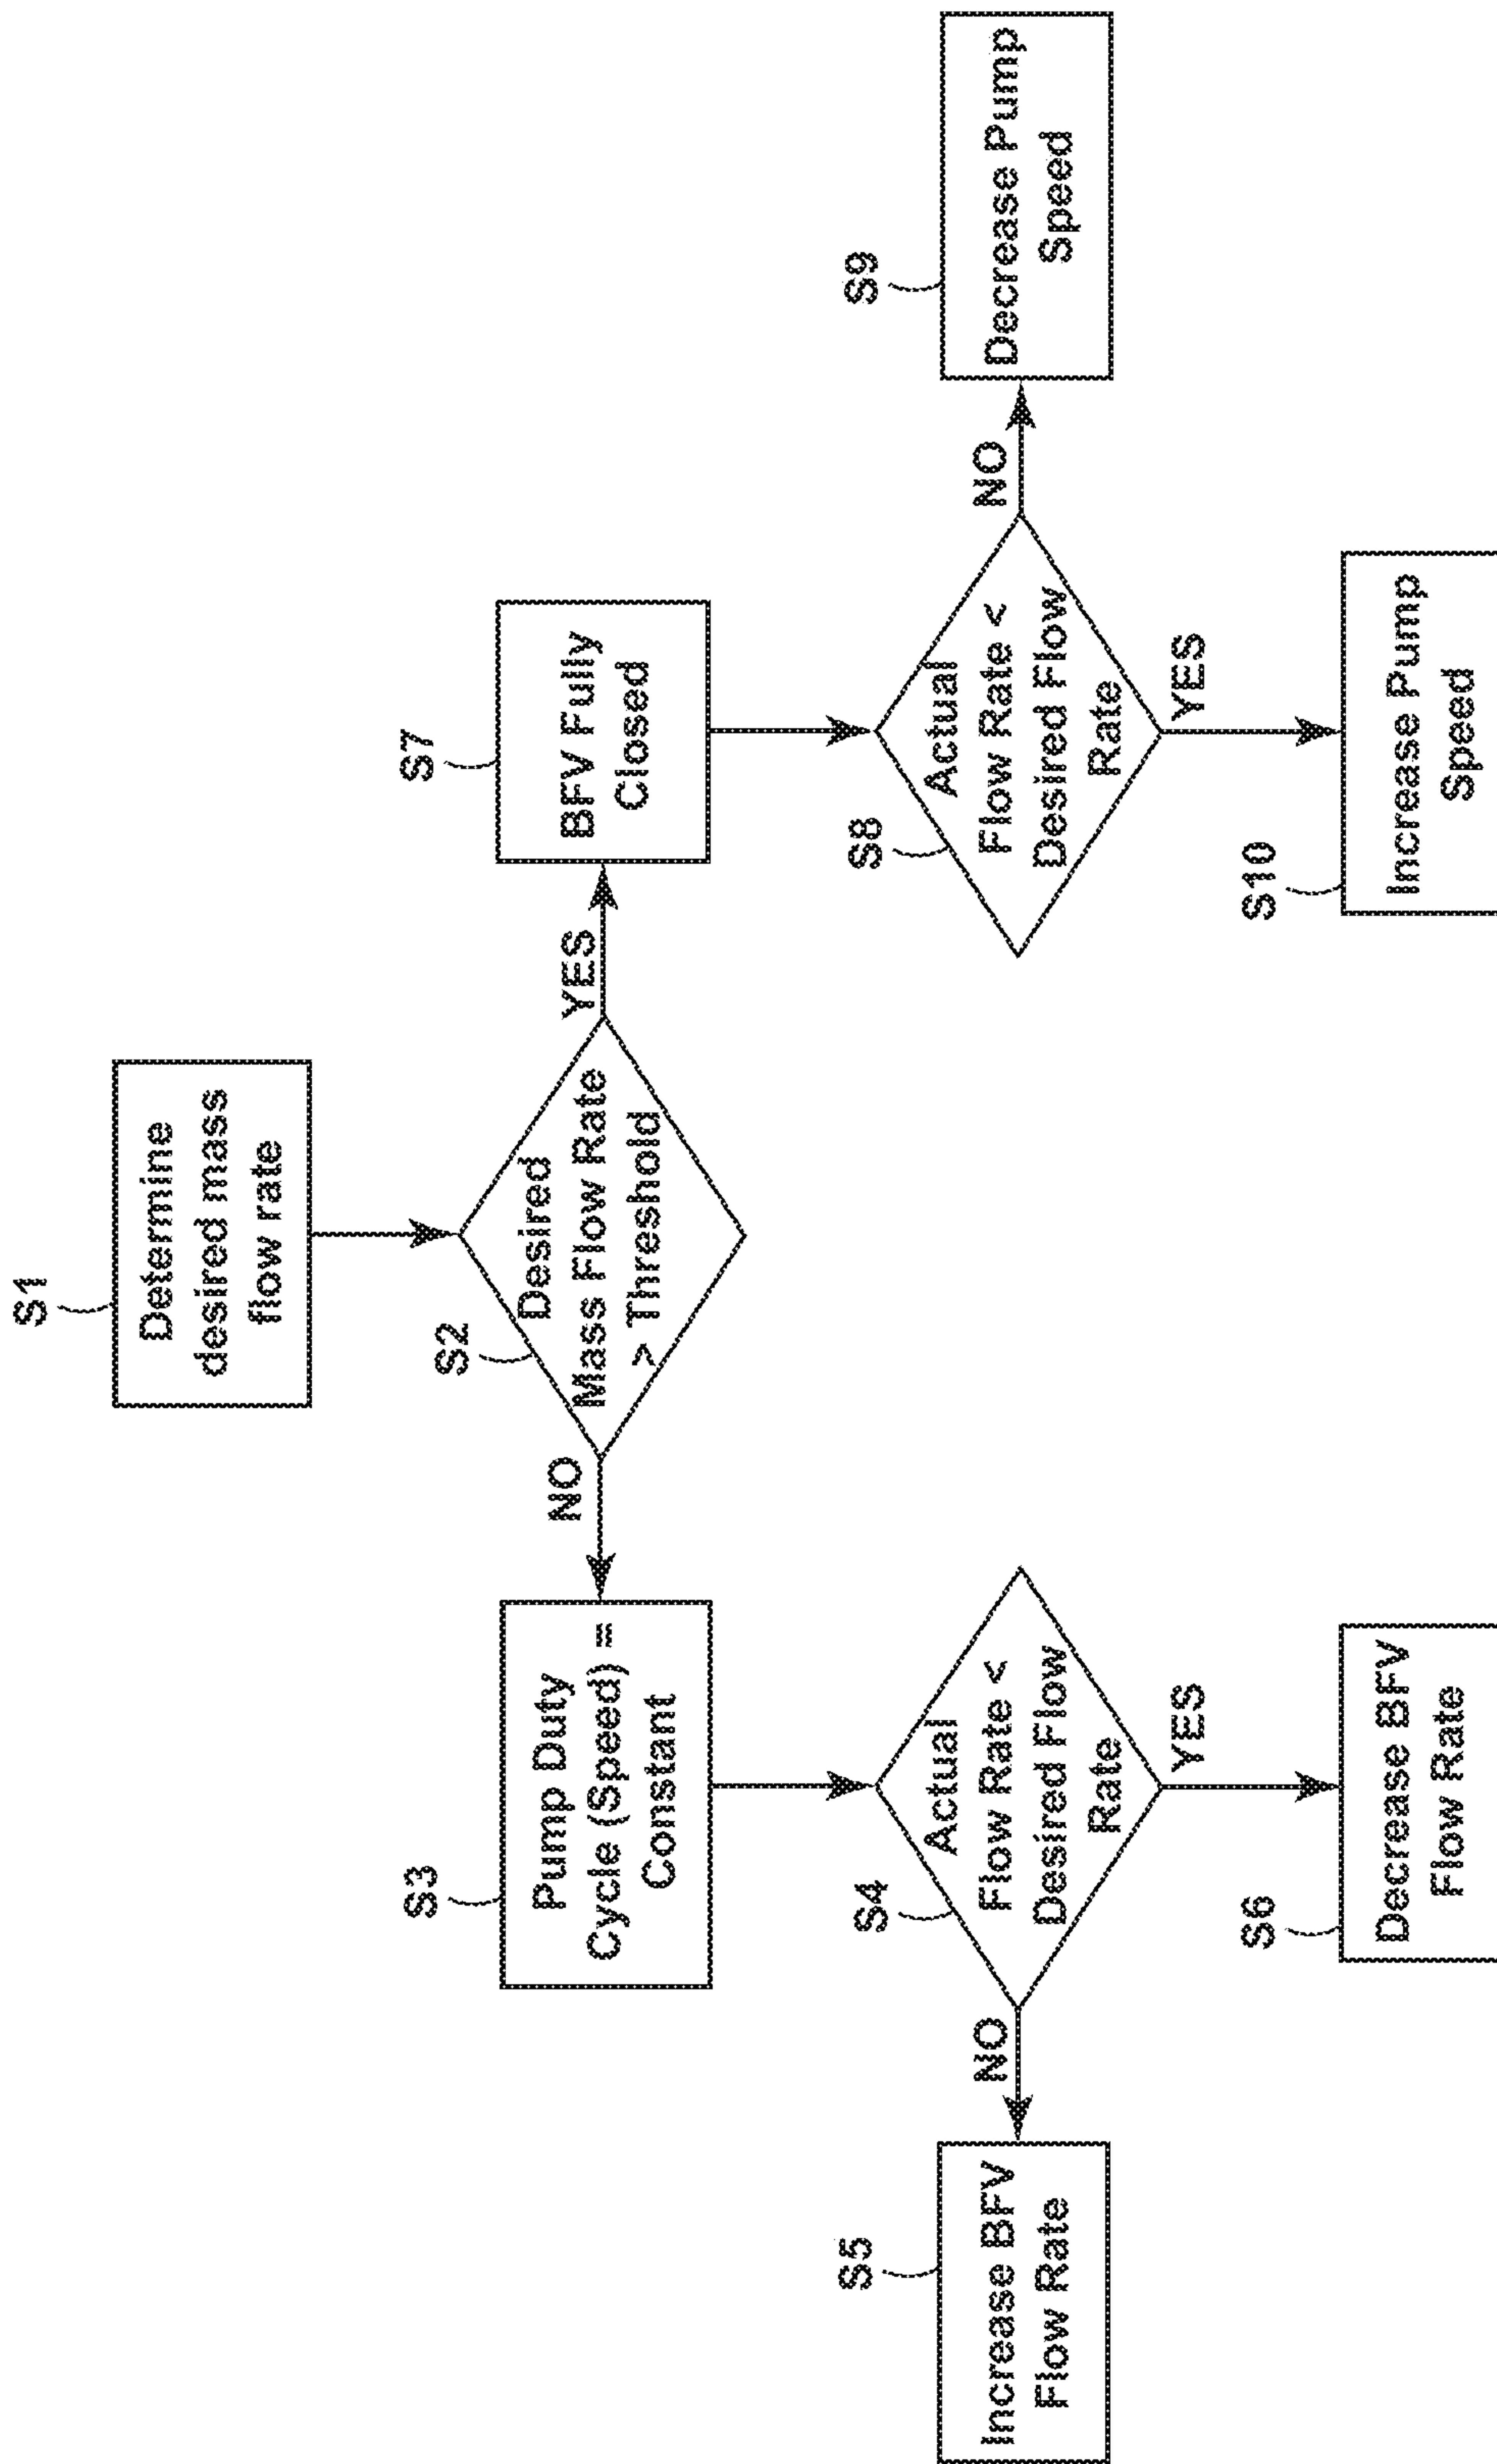 S1
Determine
desired mass
flow rate
S2
Desired
Mass Flow Rate
> Threshold
NO
YES
S3
Pump Duty
Cycle (Speed) =
Constant
S7
BFV Fully
Closed
S4
Actual
Flow Rate <
Desired Flow
Rate
NO
YES
S5
Increase BFV
Flow Rate
S6
Decrease BFV
Flow Rate
S8
Actual
Flow Rate <
Desired Flow
Rate
NO
YES
S9
Decrease Pump
Speed
S10
Increase Pump
Speed